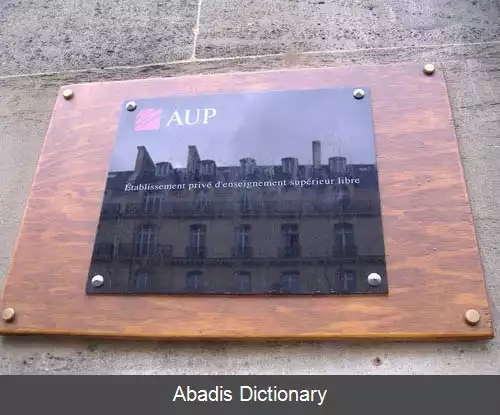 AUP
Établissement privé d'enseignement supérieur libre
Abadis Dictionary